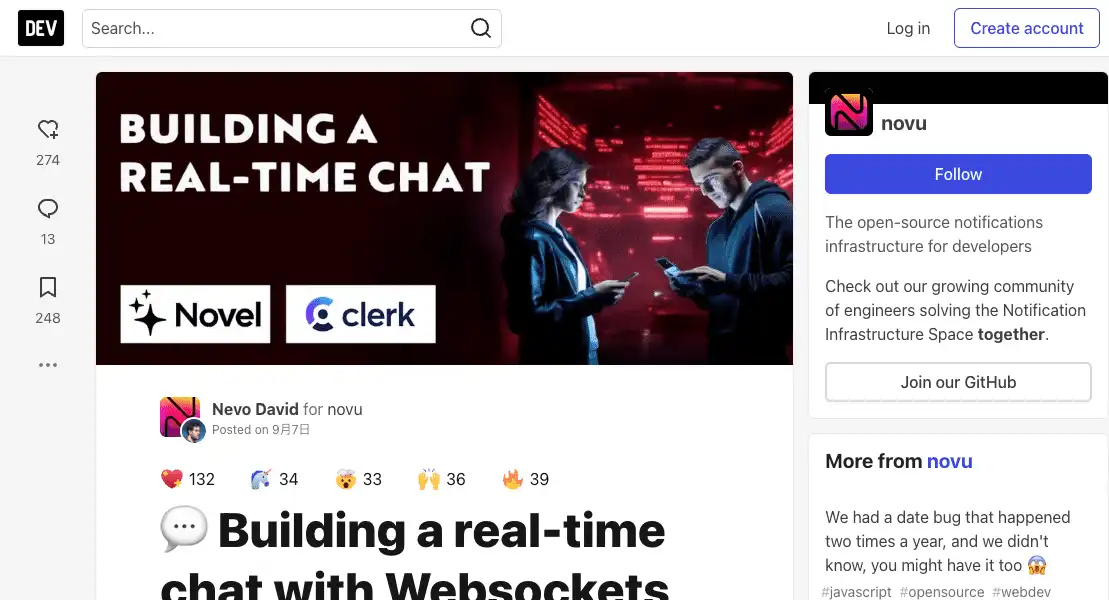 DEV
Search...
Log in
Create account
BUILDING A
REAL-TIME CHAT
Novel
clerk
274
13
248
Nevo David for novu
Posted on 9月7日
132
34
33
36
39
💬 Building a real-time
chat with Websockets
novu
Follow
The open-source notifications
infrastructure for developers
Check out our growing community
of engineers solving the Notification
Infrastructure Space together.
Join our GitHub
More from novu
We had a date bug that happened
two times a year, and we didn't
know, you might have it too 😱
#javascript #opensource #webdev